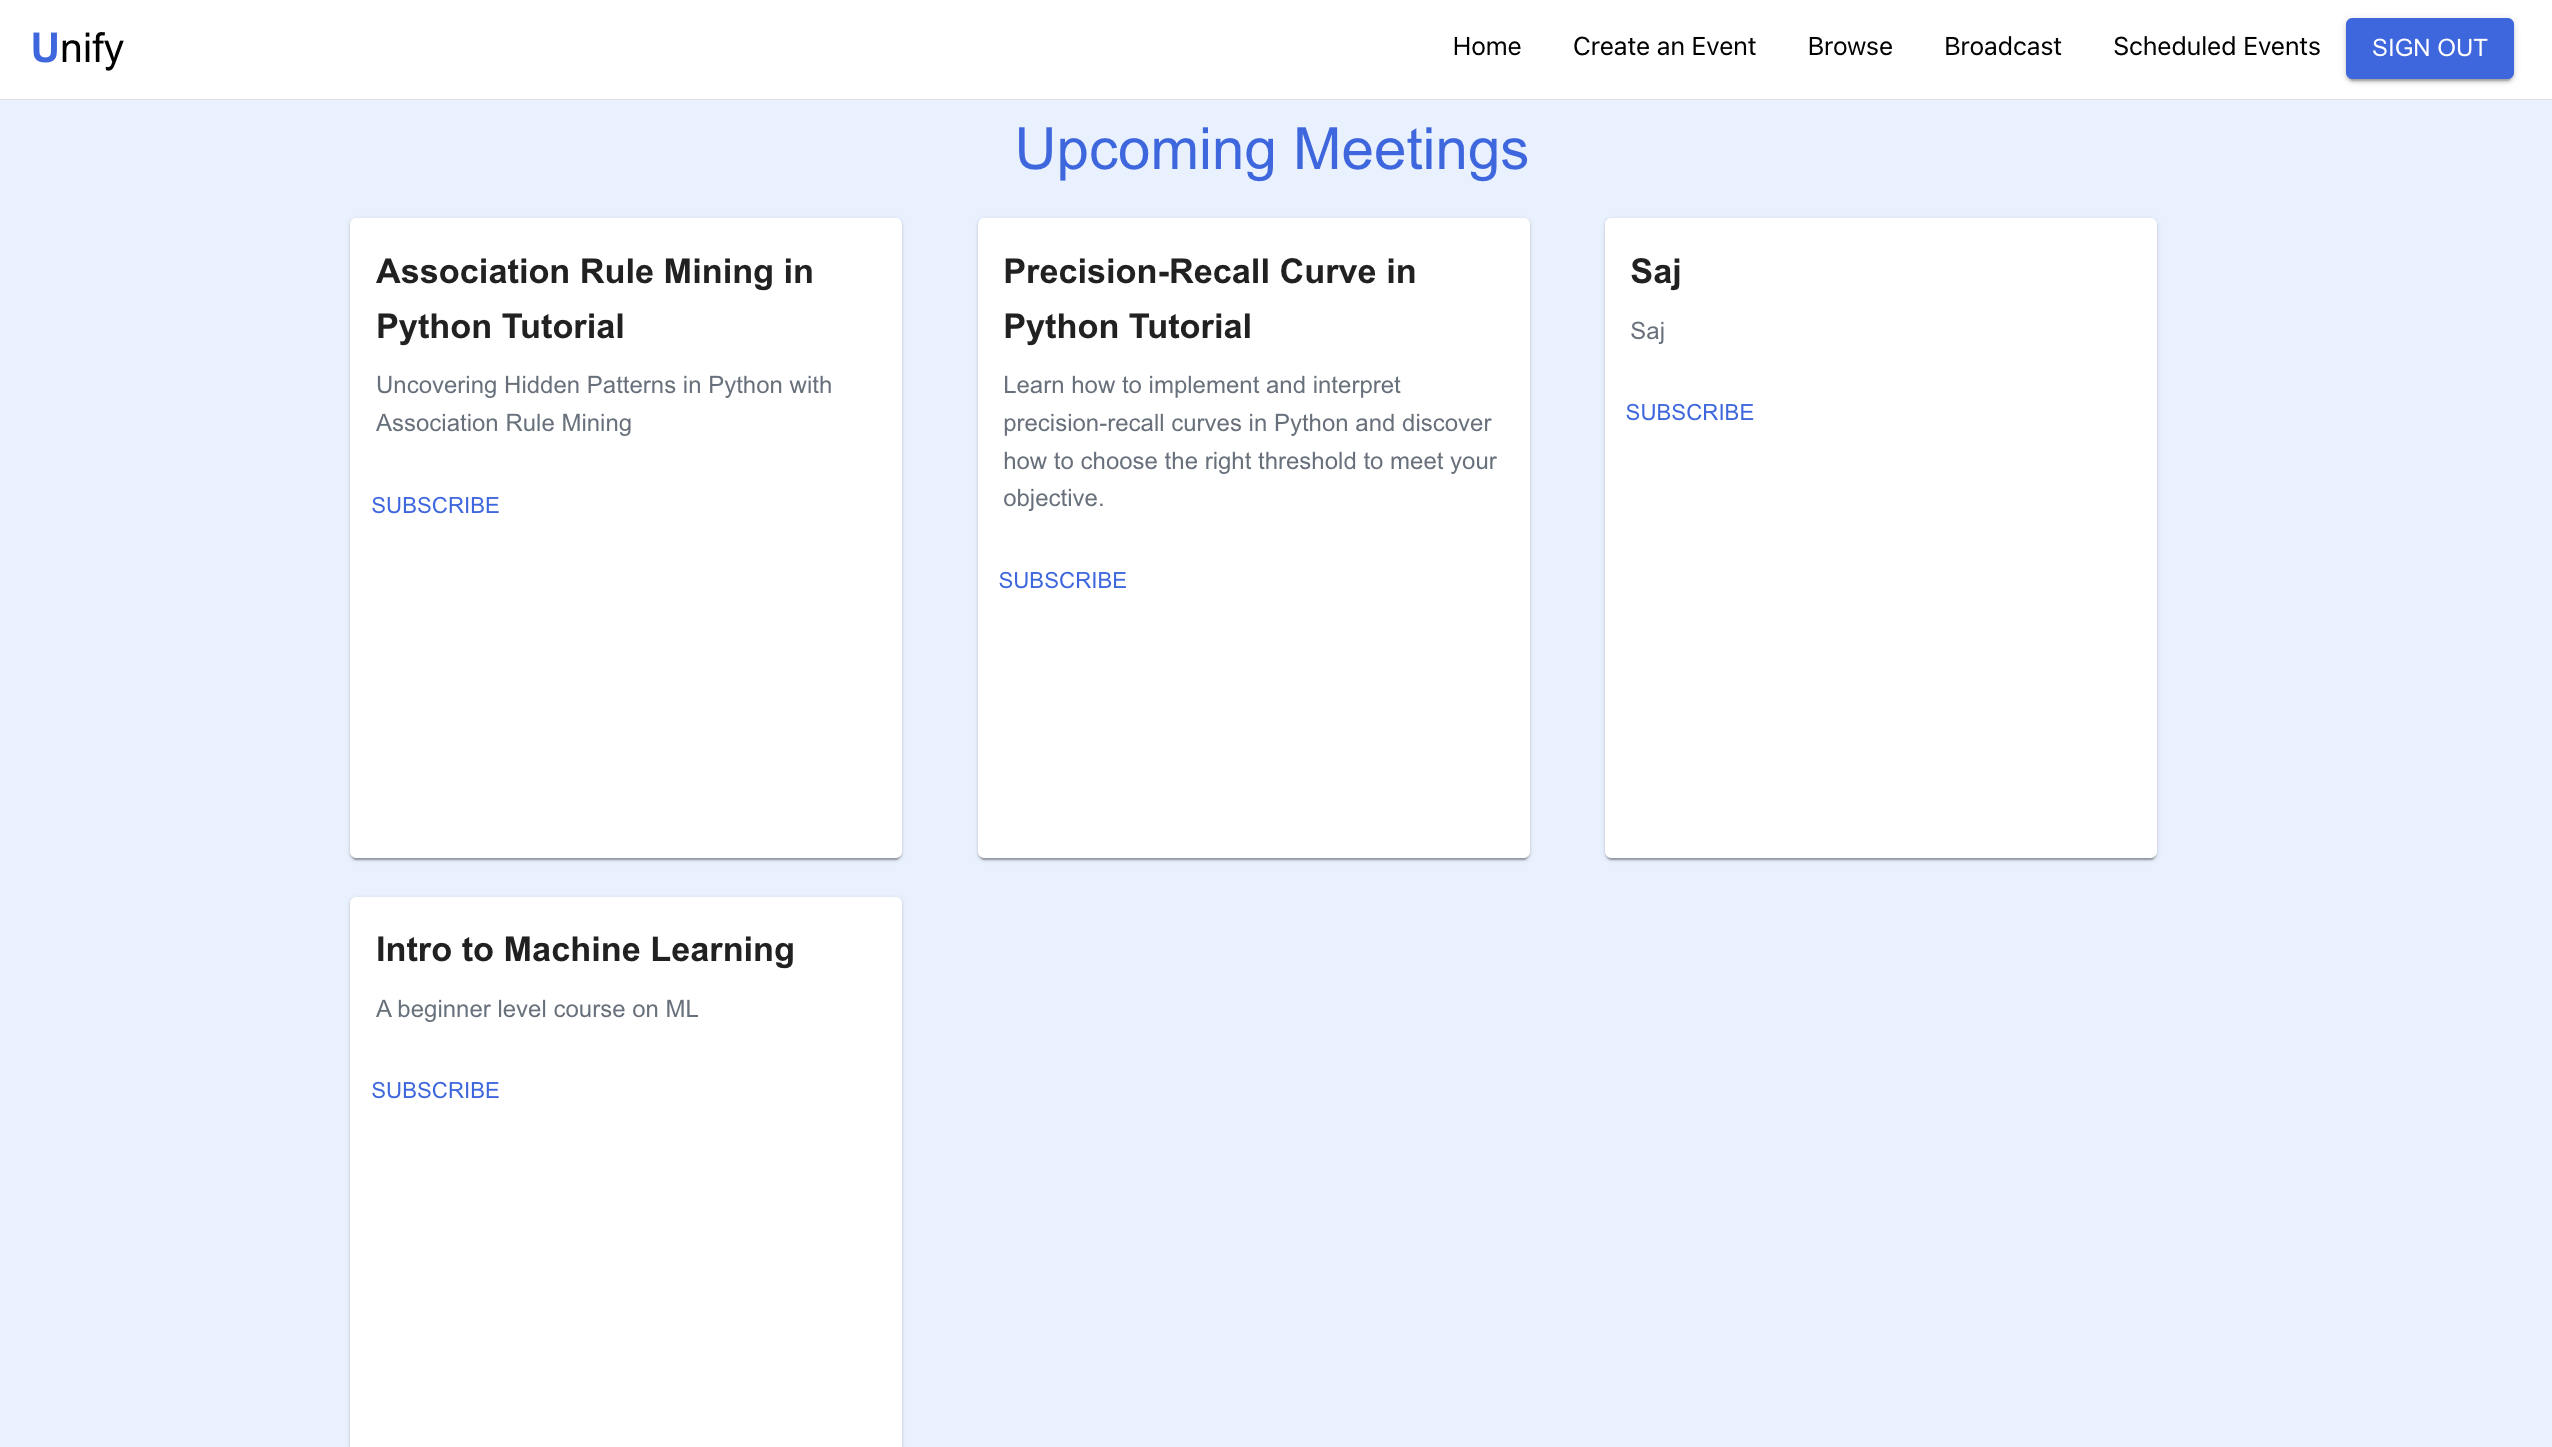 Unify
Home
Create an Event
Browse
Broadcast
Scheduled Events
SIGN OUT
Upcoming Meetings
Association Rule Mining in
Python Tutorial
Uncovering Hidden Patterns in Python with
Association Rule Mining
SUBSCRIBE
Precision-Recall Curve in
Python Tutorial
Learn how to implement and interpret
precision-recall curves in Python and discover
how to choose the right threshold to meet your
objective.
SUBSCRIBE
Saj
Saj
SUBSCRIBE
Intro to Machine Learning
A beginner level course on ML
SUBSCRIBE